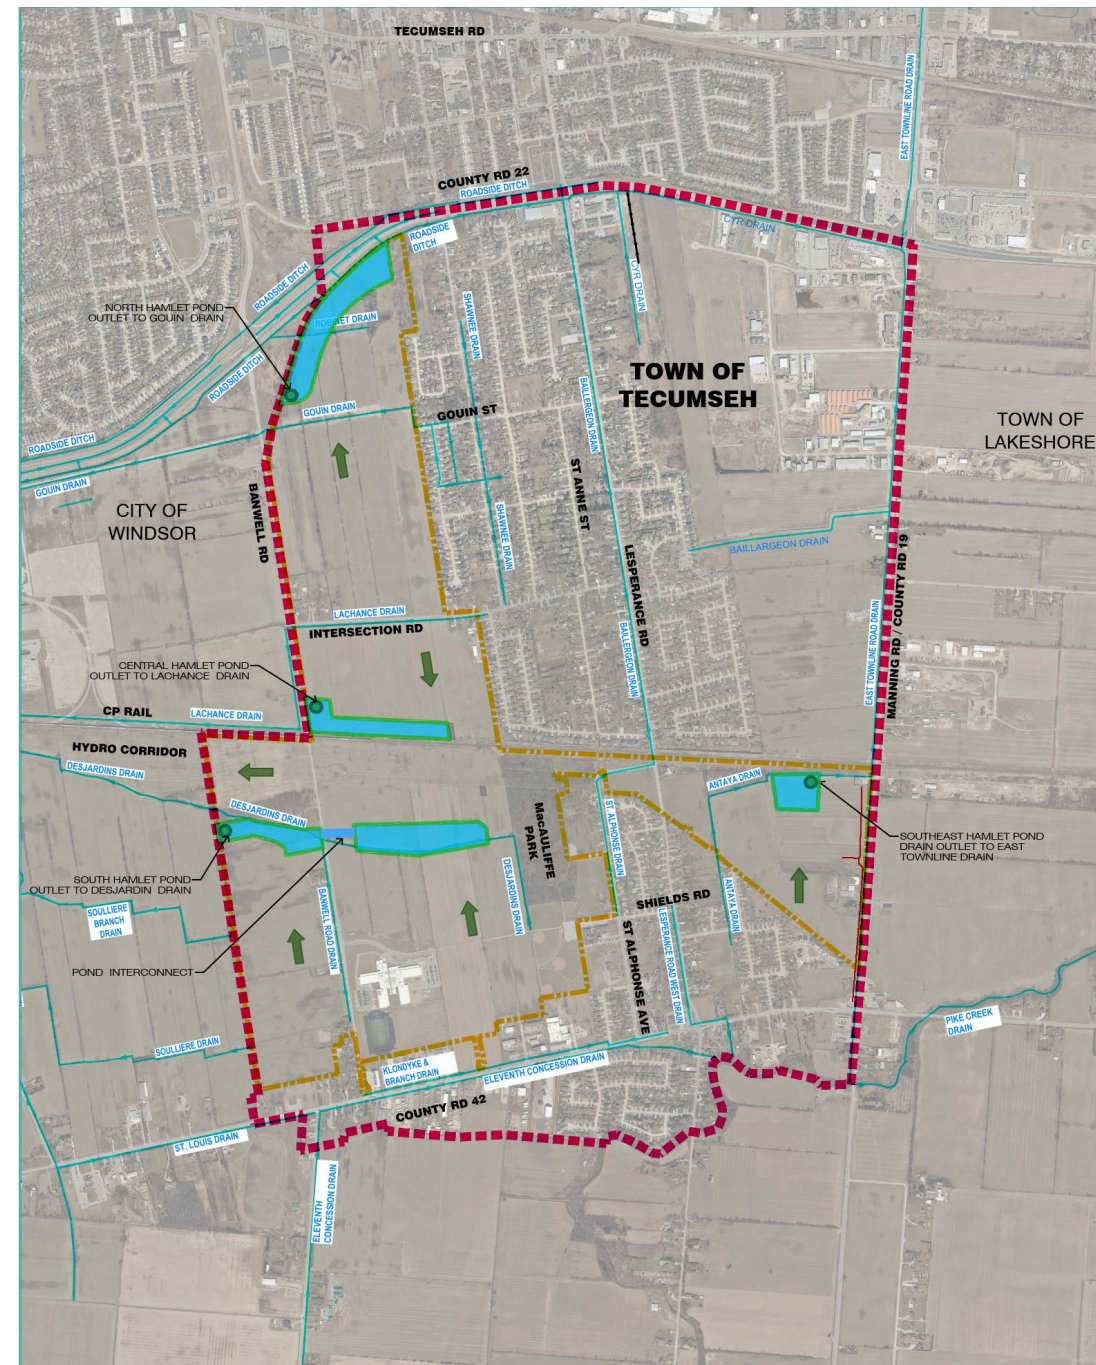 TECUMSEH RD
EAST TOWNLINE ROAD DRAIN
COUNTY RD 22
ROADSIDE DITCH
ROADSIDE
DITCH
CYR DRAIN
CYR DRAIN
ROADSIDE DITCH
NORTH HAMLET POND
OUTLET TO GOUIN DRAIN
ROBINET DRAIN
SHAWNEE DRAIN
ROADSIDE DITCH
TOWN OF
TECUMSEH
BAILLERGEON DRAIN
GOUIN DRAIN
GOUIN ST
TOWN OF
LAKESHORE
ROADSIDE DITCH
GOUIN DRAIN
CITY OF
WINDSOR
BANWELL RD
ST ANNE ST
SHAWNEE DRAIN
LESPERANCE RD
BAILLARGEON DRAIN
LACHANCE DRAIN
INTERSECTION RD
BAILLERGEON DRAIN
EAST TOWNLINE ROAD DRAIN
MANNING RD / COUNTY RD 19
CENTRAL HAMLET POND
OUTLET TO LACHANCE DRAIN
CP RAIL
LACHANCE DRAIN
HYDRO CORRIDOR
DESJARDINS DRAIN
ANTAYA DRAIN
DESJARDINS DRAIN
MacAULIFFE
PARK
ST. ALPHONSE DRAIN
SOUTHEAST HAMLET POND
DRAIN OUTLET TO EAST
TOWNLINE DRAIN
SOUTH HAMLET POND
OUTLET TO DESJARDIN DRAIN
DESJARDINS DRAIN
ANTAYA DRAIN
SHIELDS RD
SOULLIERE
BRANCH
DRAIN
BANWELL ROAD DRAIN
LESPERANCE ROAD WEST DRAIN
ST ALPHONSE AVE
POND INTERCONNECT
PIKE CREEK
DRAIN
SOULLIERE DRAIN
KLONDYKE &
BRANCH DRAIN
ELEVENTH CONCESSION DRAIN
COUNTY RD 42
ST. LOUIS DRAIN
ELEVENTH
CONCESSION DRAIN